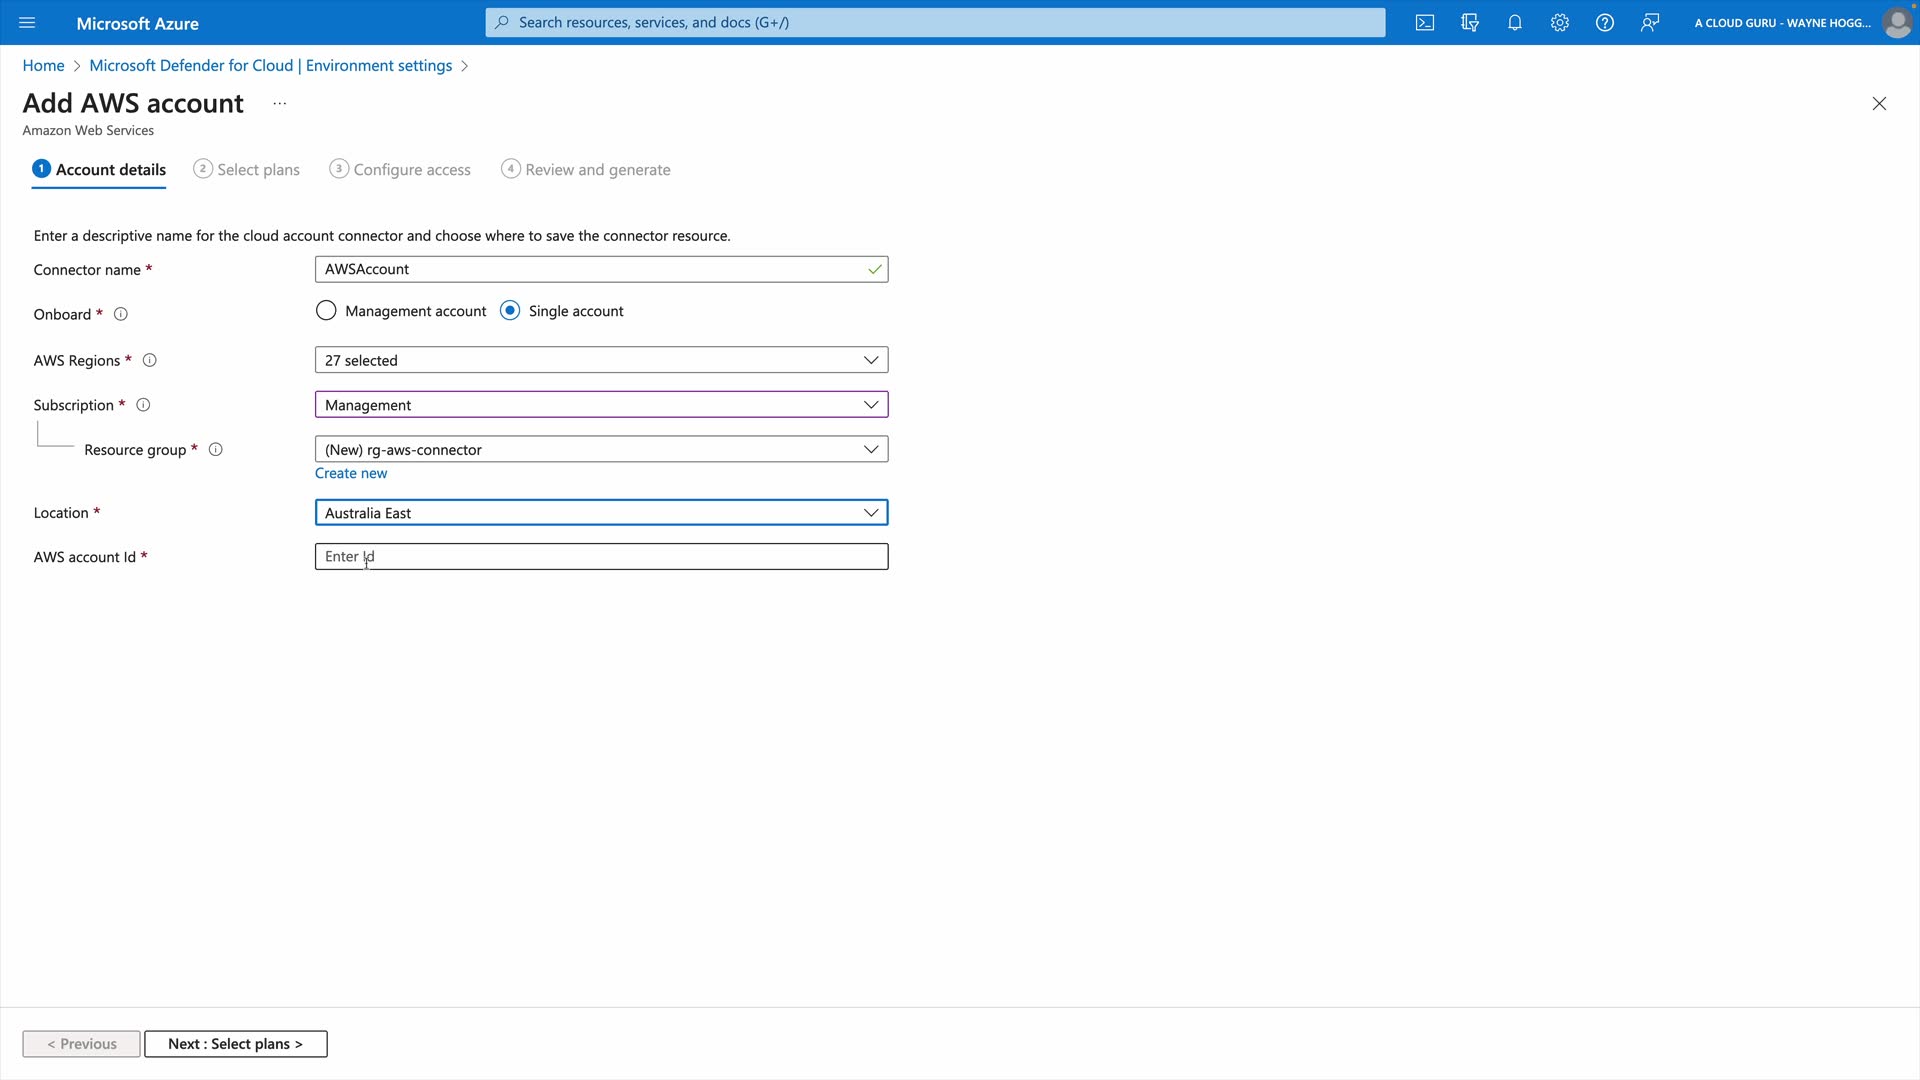 Microsoft Azure
Search resources, services, and docs (G+/)
A CLOUD GURU - WAYNE HOGG...
Home > Microsoft Defender for Cloud | Environment settings >
Add AWS account ...
Amazon Web Services
1 Account details 2 Select plans 3 Configure access 4 Review and generate
Enter a descriptive name for the cloud account connector and choose where to save the connector resource.
Connector name * AWSAccount
Onboard * Management account Single account
AWS Regions * 27 selected
Subscription * Management
Resource group * (New) rg-aws-connector
Create new
Location * Australia East
AWS account Id * Enter Id
< Previous Next : Select plans >